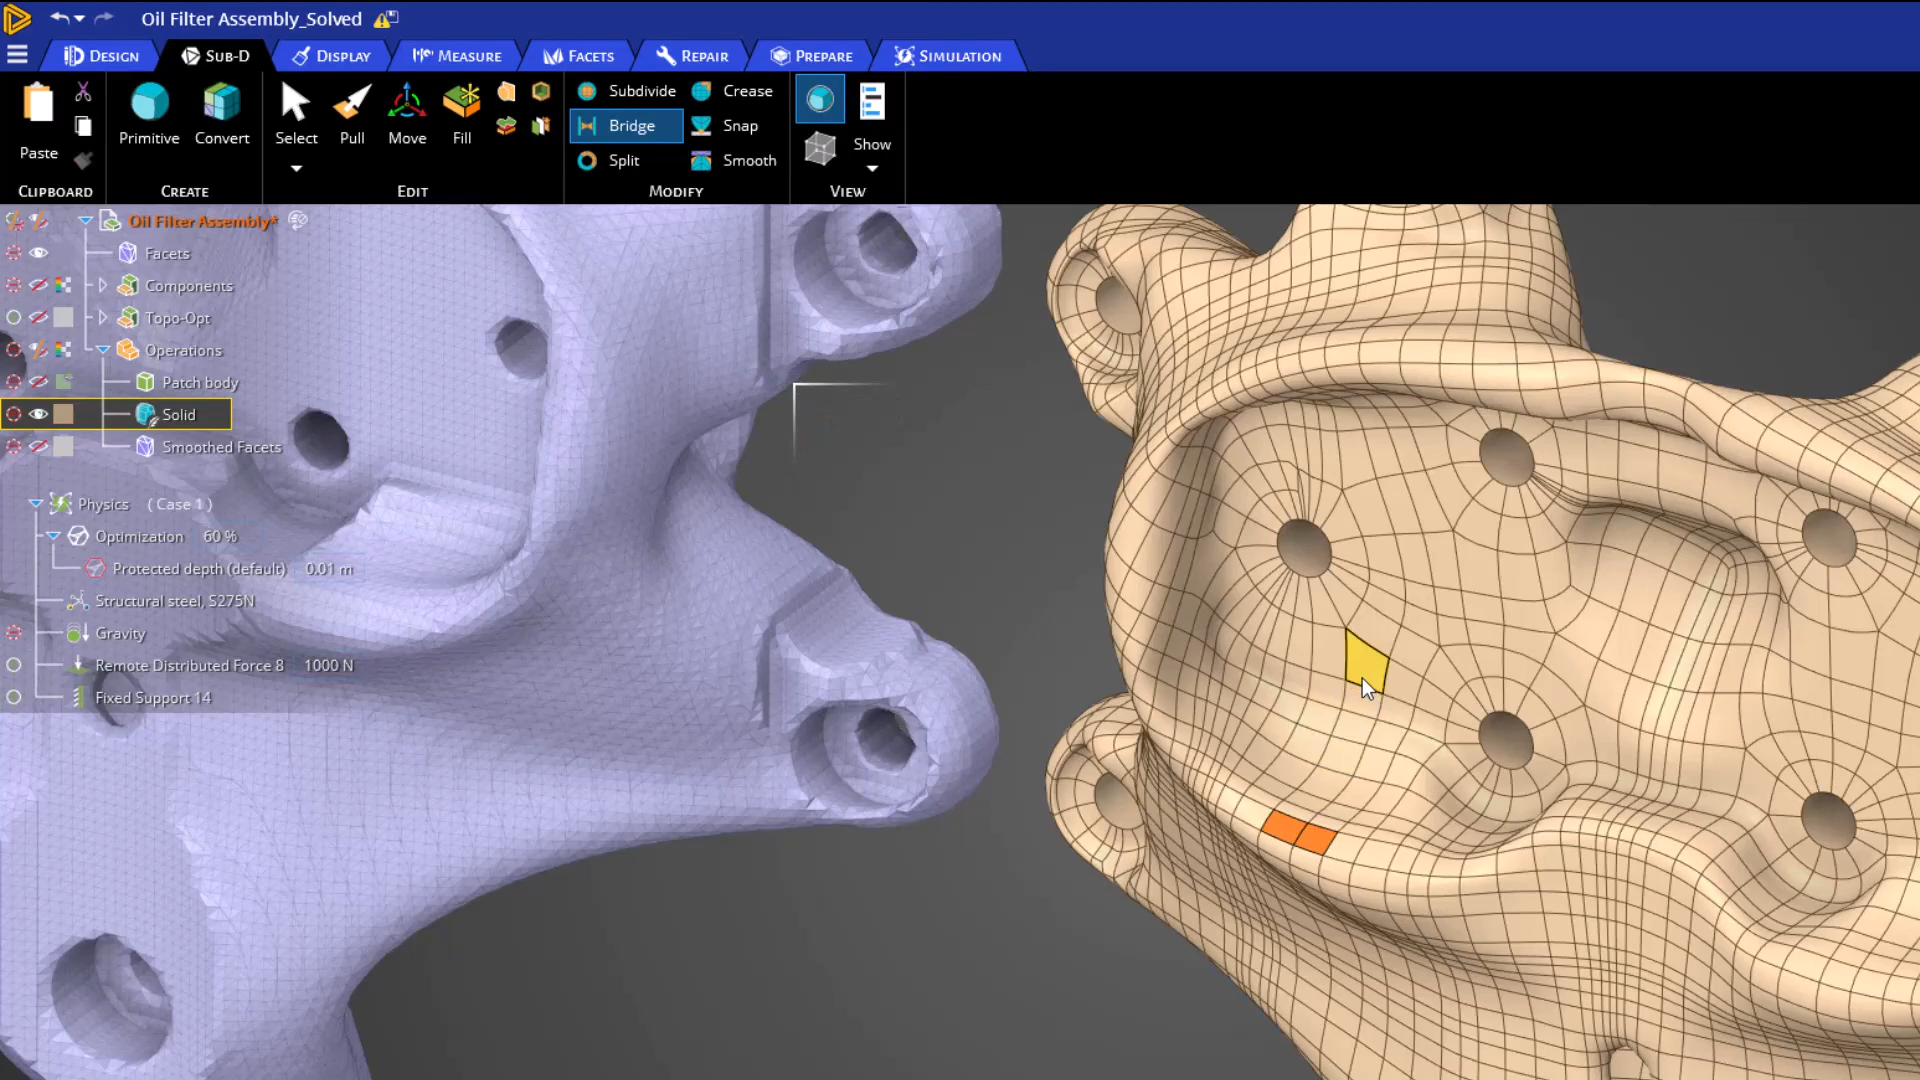 Oil Filter Assembly_Solved
DESIGN
SUB-D
DISPLAY
MEASURE
FACETS
REPAIR
PREPARE
SIMULATION
Paste
Primitive
Convert
Select
Pull
Move
Fill
Subdivide
Crease
Bridge
Snap
Split
Smooth
Show
CLIPBOARD
CREATE
EDIT
MODIFY
VIEW
Oil Filter Assembly*
Facets
Components
Topo-Opt
Operations
Patch body
Solid
Smoothed Facets
Physics (Case 1)
Optimization 60 %
Protected depth (default) 0.01 m
Structural steel, S275N
Gravity
Remote Distributed Force 8 1000 N
Fixed Support 14